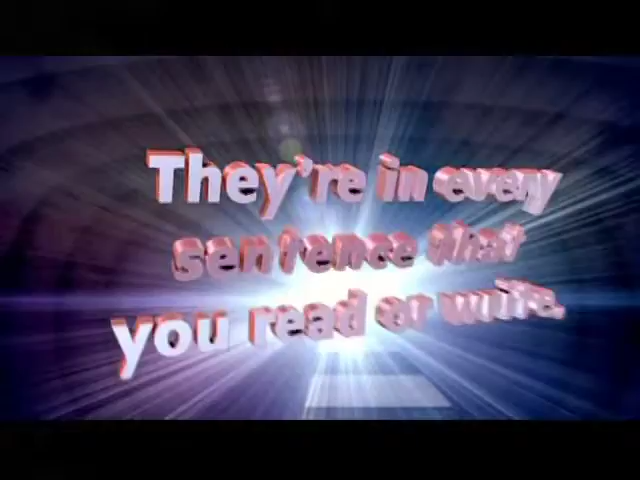 They're in every
sentence that
you read or write.